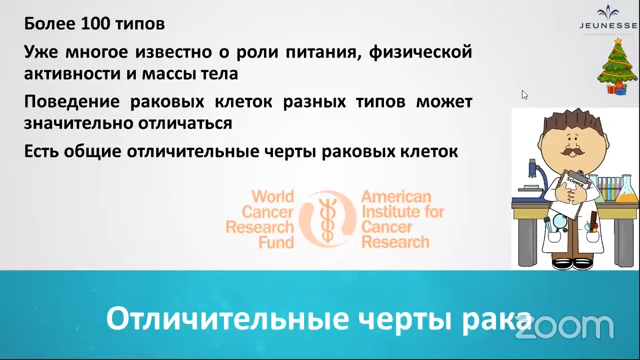 Более 100 типов
Уже многое известно о роли питания, физической
активности и массы тела
Поведение раковых клеток разных типов может
значительно отличаться
Есть общие отличительные черты раковых клеток
JEUNESSE
World
Cancer
Research
Fund
American
Institute for
Cancer
Research
Отличительные черты рака
zoom